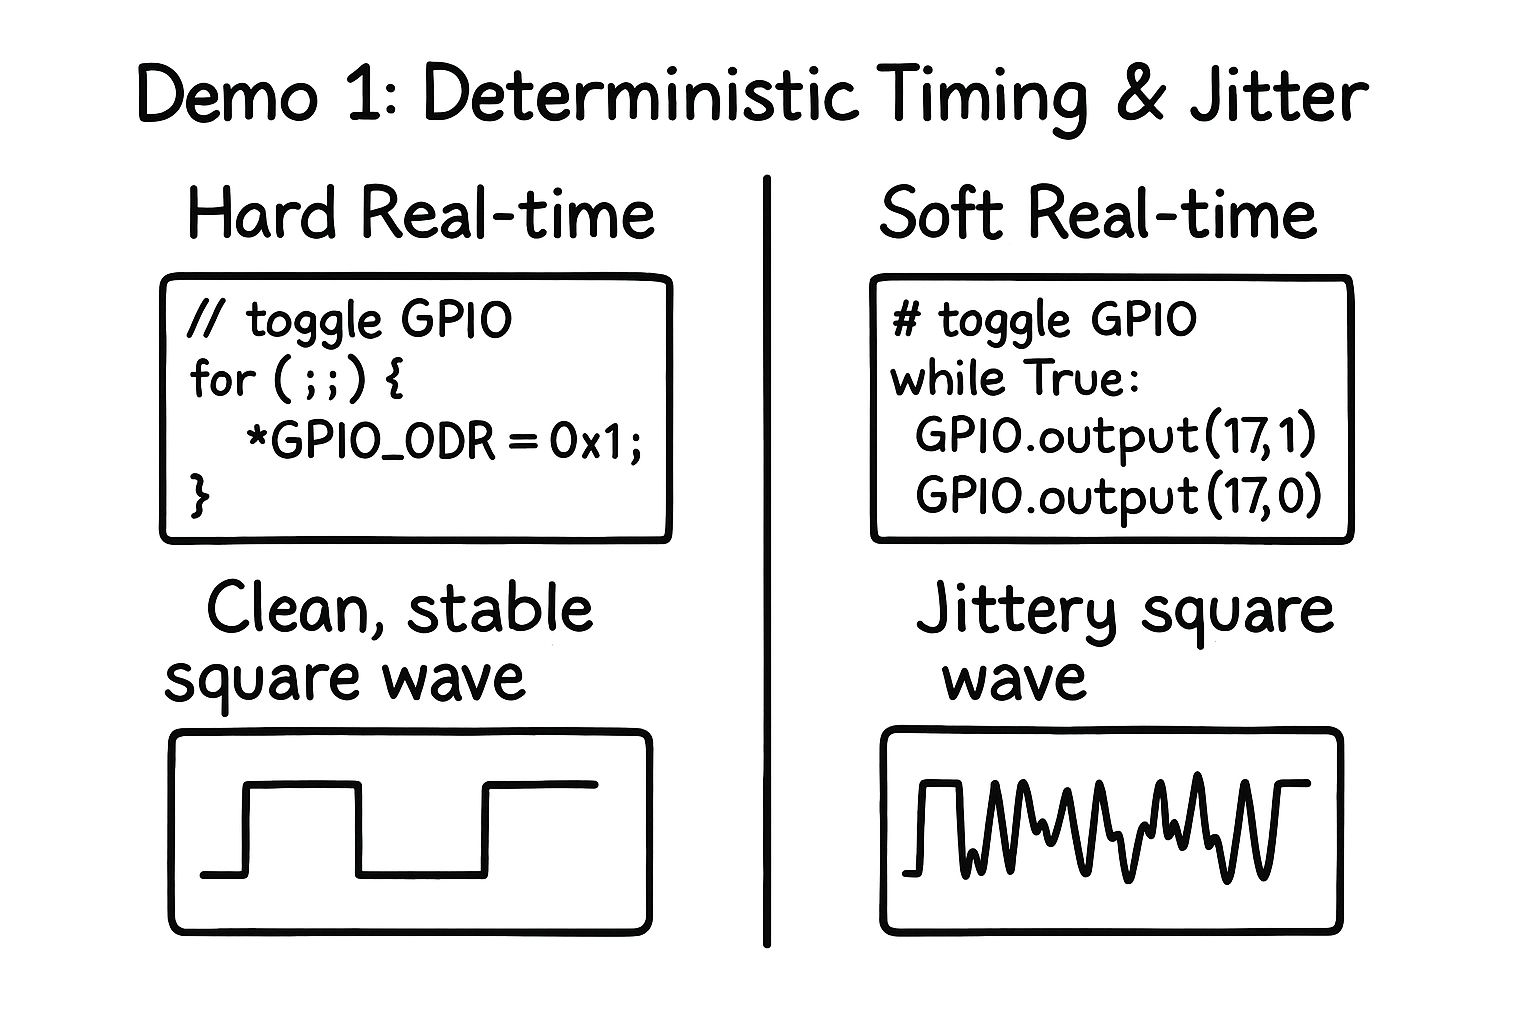 Demo 1: Deterministic Timing & Jitter
Hard Real-time
// toggle GPIO
for (;;) {
*GPIO_ODR = 0x1;
}
Clean, stable
square wave
Soft Real-time
# toggle GPIO
while True:
GPIO.output(17,1)
GPIO.output(17,0)
Jittery square
wave